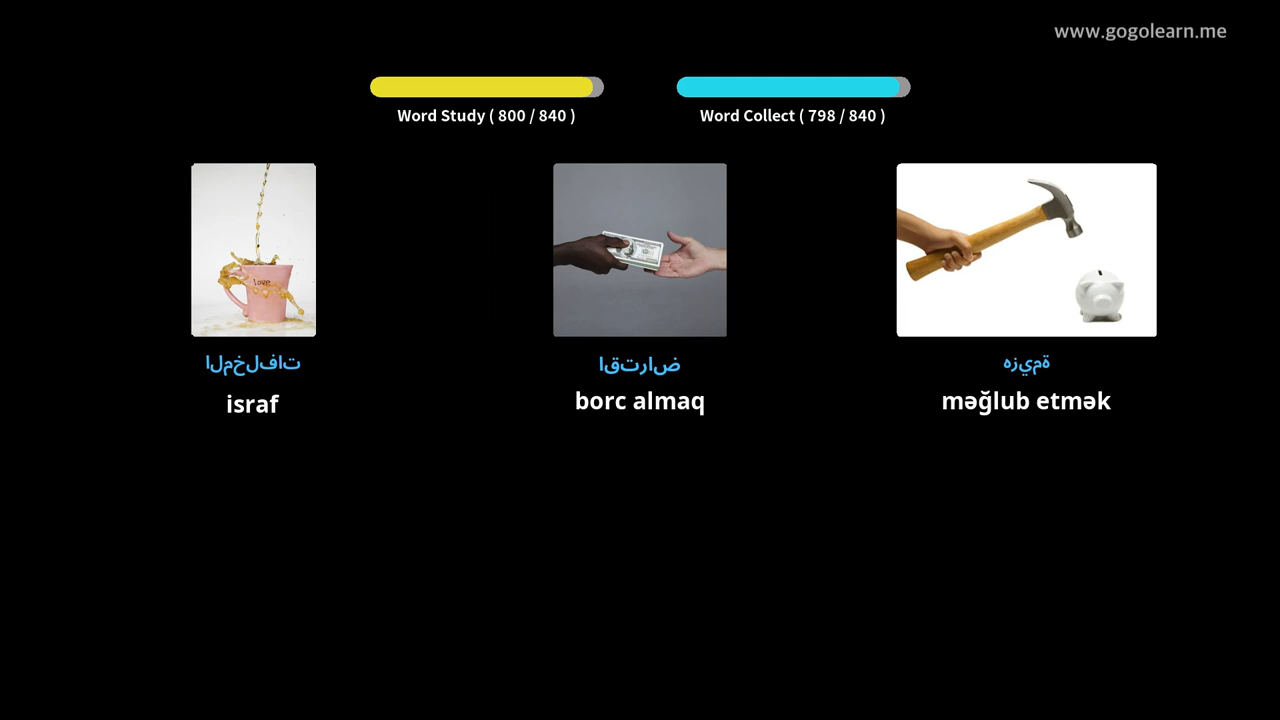 www.gogolearn.me
Word Study ( 800 / 840 )
Word Collect ( 798 / 840 )
المخلفات
israf
اقتراض
borc almaq
هزيمة
məğlub etmək
love